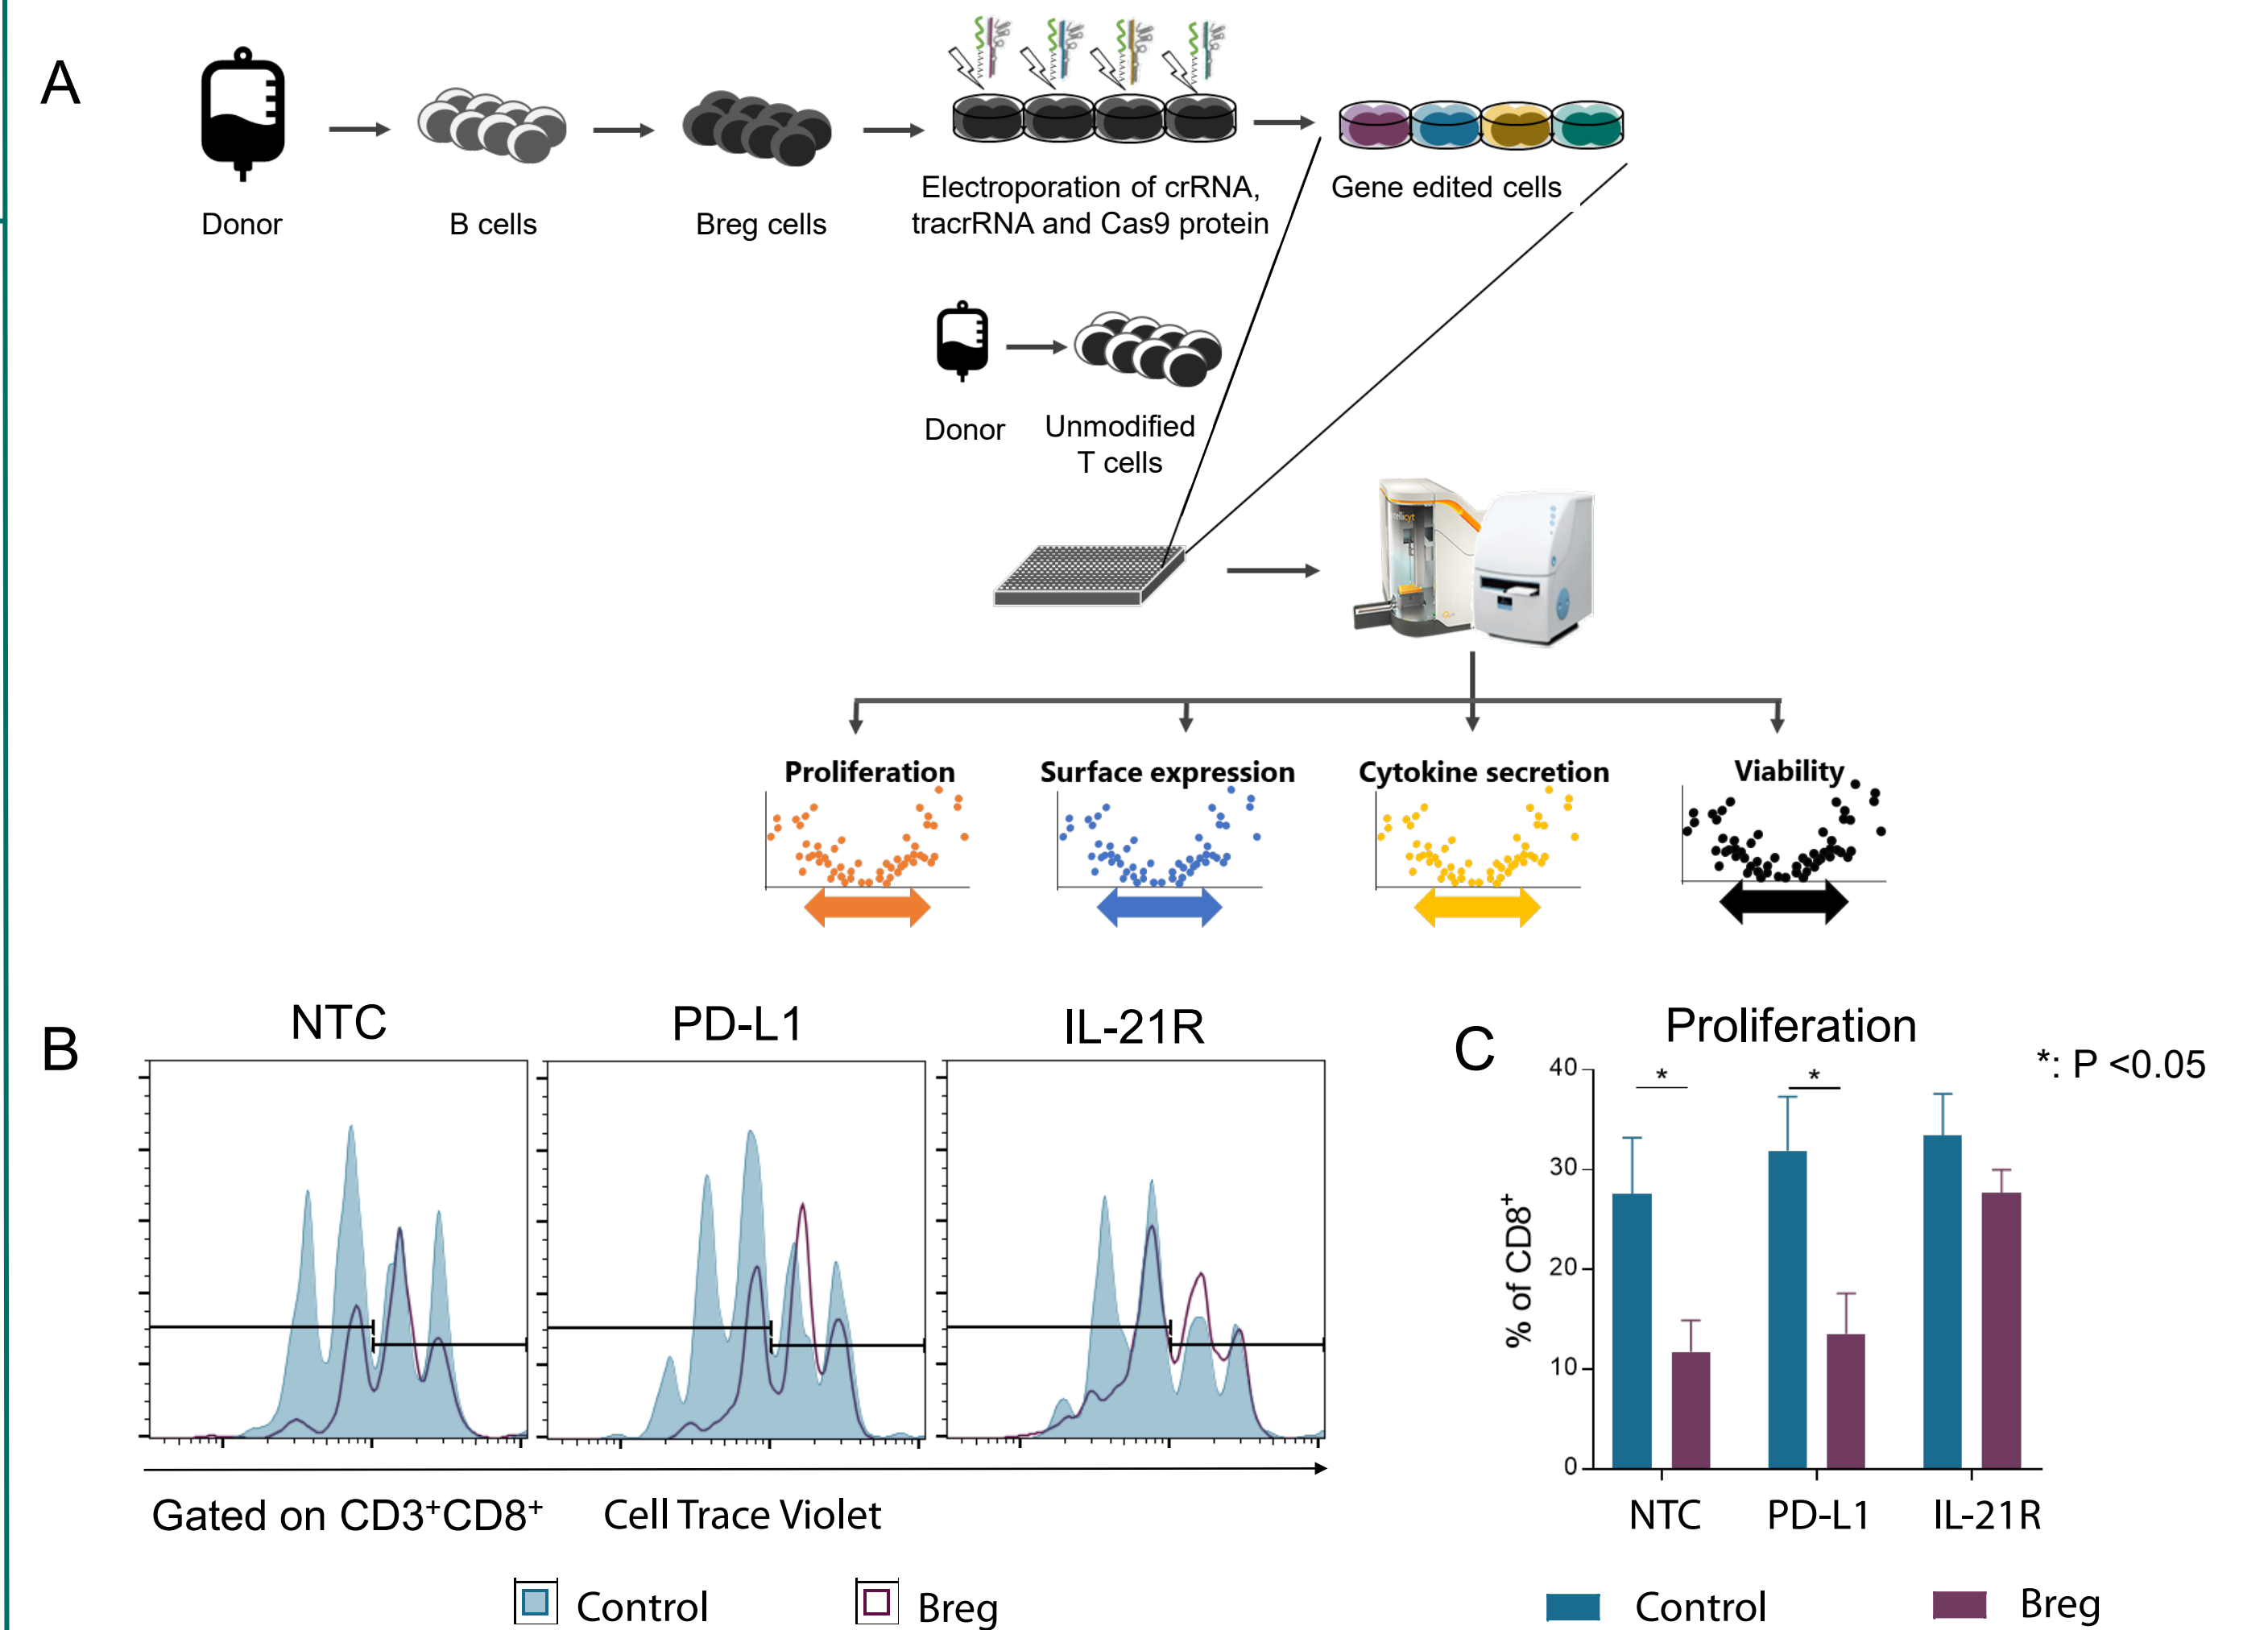 A
Donor
B cells
Breg cells
Electroporation of crRNA,
tracrRNA and Cas9 protein
Gene edited cells
Donor
Unmodified
T cells
Proliferation
Surface expression
Cytokine secretion
Viability
B
NTC
PD-L1
IL-21R
Gated on CD3⁺CD8⁺
Cell Trace Violet
Control
Breg
C
Proliferation
*: P <0.05
*
*
% of CD8⁺
40
30
20
10
0
NTC
PD-L1
IL-21R
Control
Breg